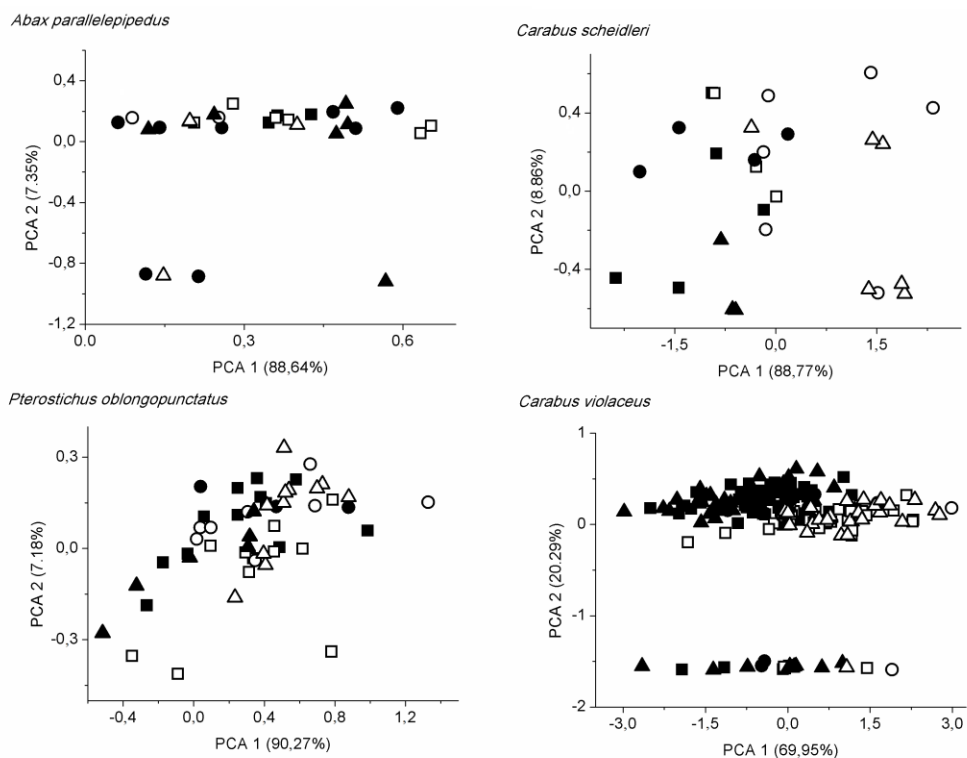 Abax parallelepipedus
0,4
0,0
-0,4
-0,8
-1,2
PCA 2 (7.35%)
0.0
0,3
0,6
PCA 1 (88,64%)
Carabus scheidleri
0,4
0,0
-0,4
PCA 2 (8.86%)
-1,5
0,0
1,5
PCA 1 (88,77%)
Pterostichus oblongopunctatus
0,3
0,0
-0,3
PCA 2 (7.18%)
-0,4
0,0
0,4
0,8
1,2
PCA 1 (90,27%)
Carabus violaceus
1
0
-1
-2
PCA 2 (20.29%)
-3,0
-1,5
0,0
1,5
3,0
PCA 1 (69,95%)